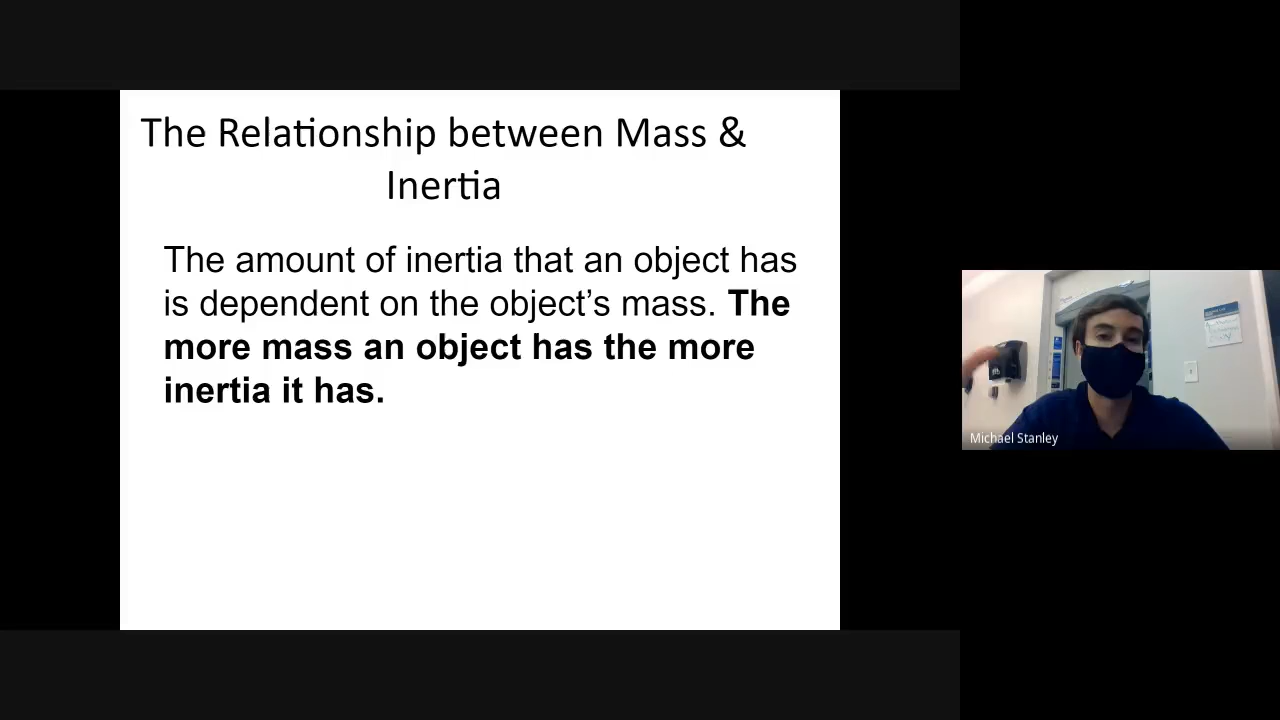 The Relationship between Mass &
Inertia
The amount of inertia that an object has
is dependent on the object’s mass. The
more mass an object has the more
inertia it has.
Michael Stanley